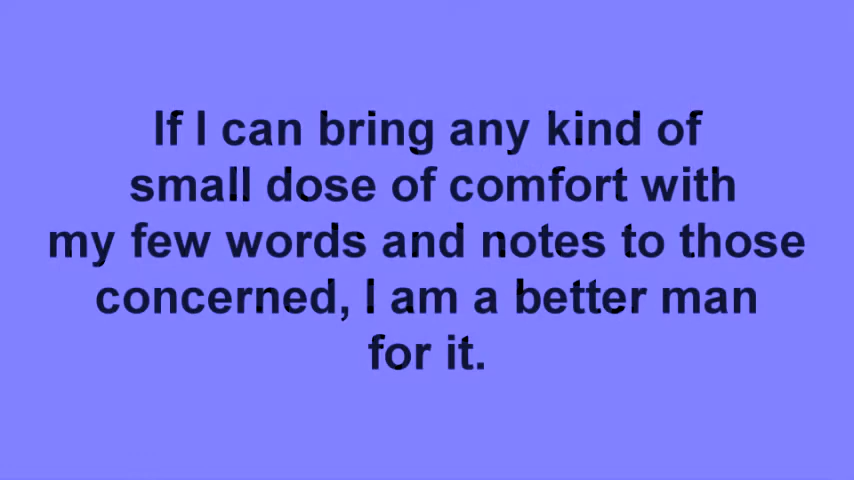 If I can bring any kind of
small dose of comfort with
my few words and notes to those
concerned, I am a better man
for it.